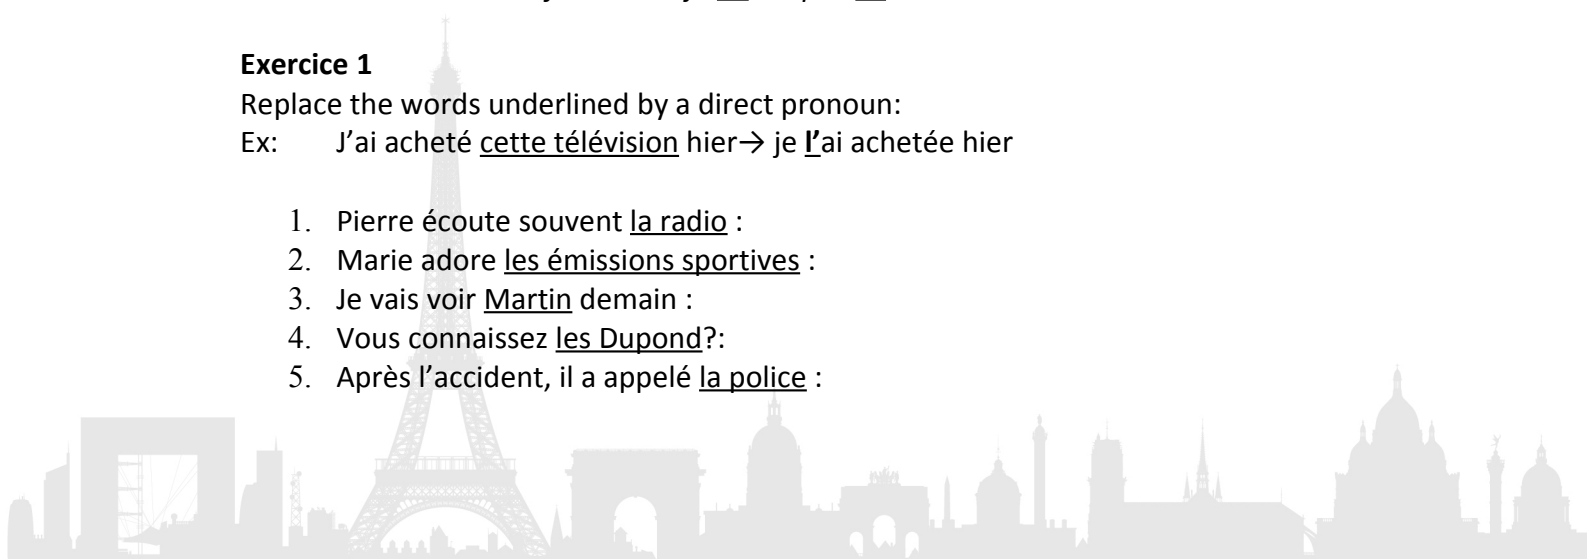 Exercice 1
Replace the words underlined by a direct pronoun:
Ex: J’ai acheté cette télévision hier→ je l’ai achetée hier
1. Pierre écoute souvent la radio :
2. Marie adore les émissions sportives :
3. Je vais voir Martin demain :
4. Vous connaissez les Dupond?:
5. Après l’accident, il a appelé la police :